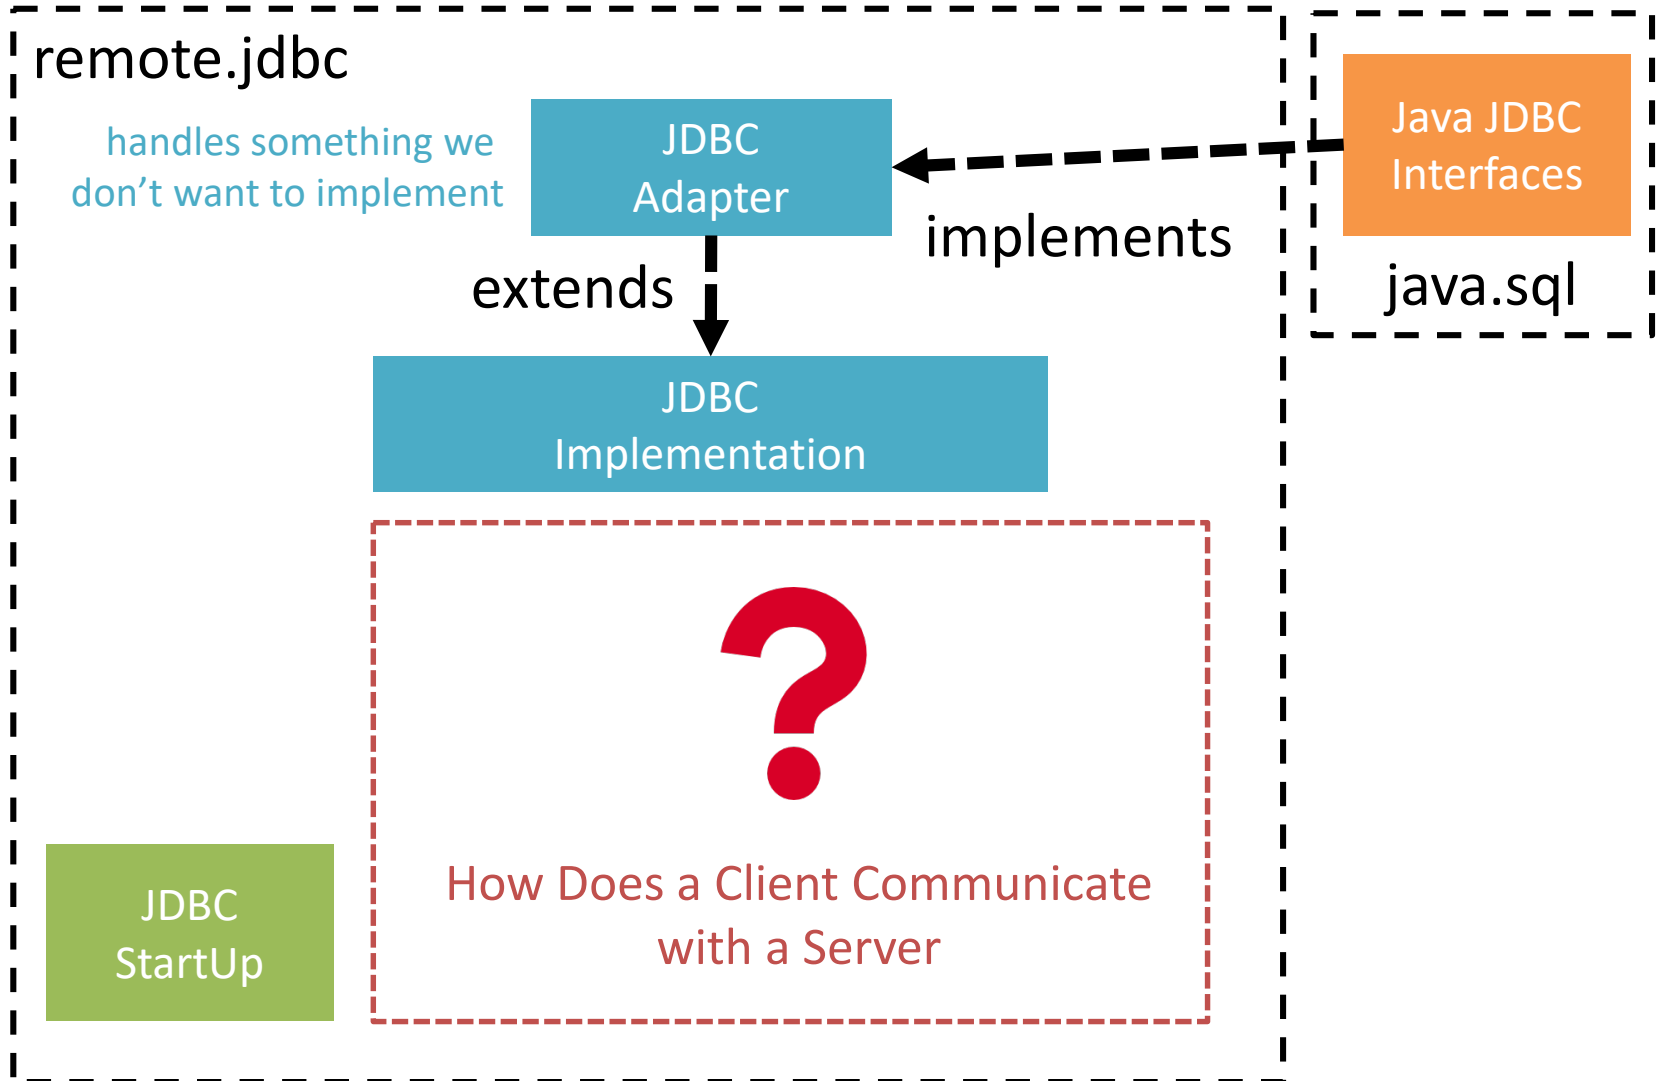 remote.jdbc
handles something we
don’t want to implement
JDBC
Adapter
Java JDBC
Interfaces
implements
java.sql
extends
JDBC
Implementation
?
How Does a Client Communicate
with a Server
JDBC
StartUp